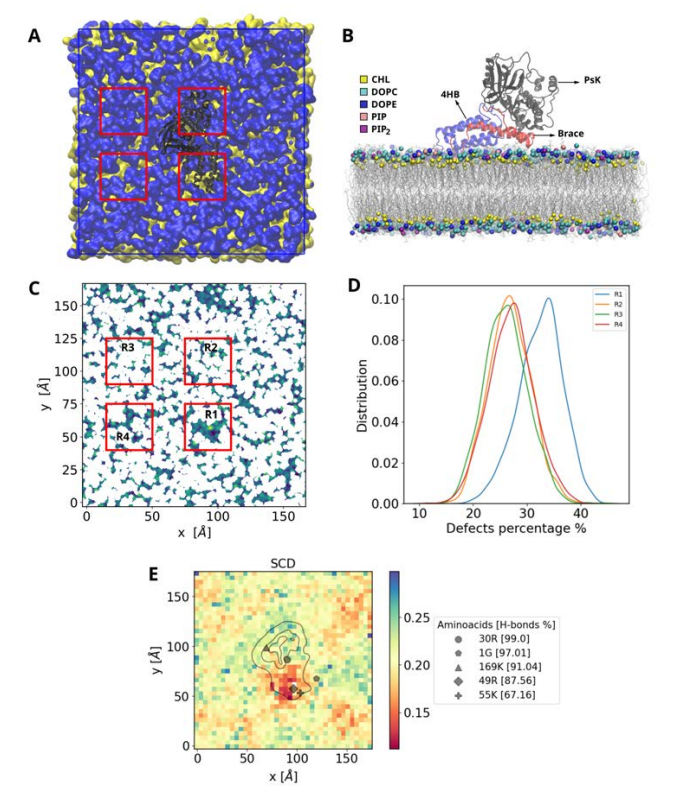 A
B
CHL
DOPC
DOPE
PIP
PIP2
4HB
PsK
Brace
C
150
125
100
75
50
25
0
y [Å]
R3
R2
R1
R4
0 50 100 150
x [Å]
D
0.10
0.08
0.06
0.04
0.02
0.00
Distribution
R1
R2
R3
R4
10 20 30 40
Defects percentage %
E
SCD
150
100
50
0
y [Å]
0 50 100 150
x [Å]
0.25
0.20
0.15
Aminoacids [H-bonds %]
30R [99.0]
1G [97.01]
169K [91.04]
49R [87.56]
55K [67.16]